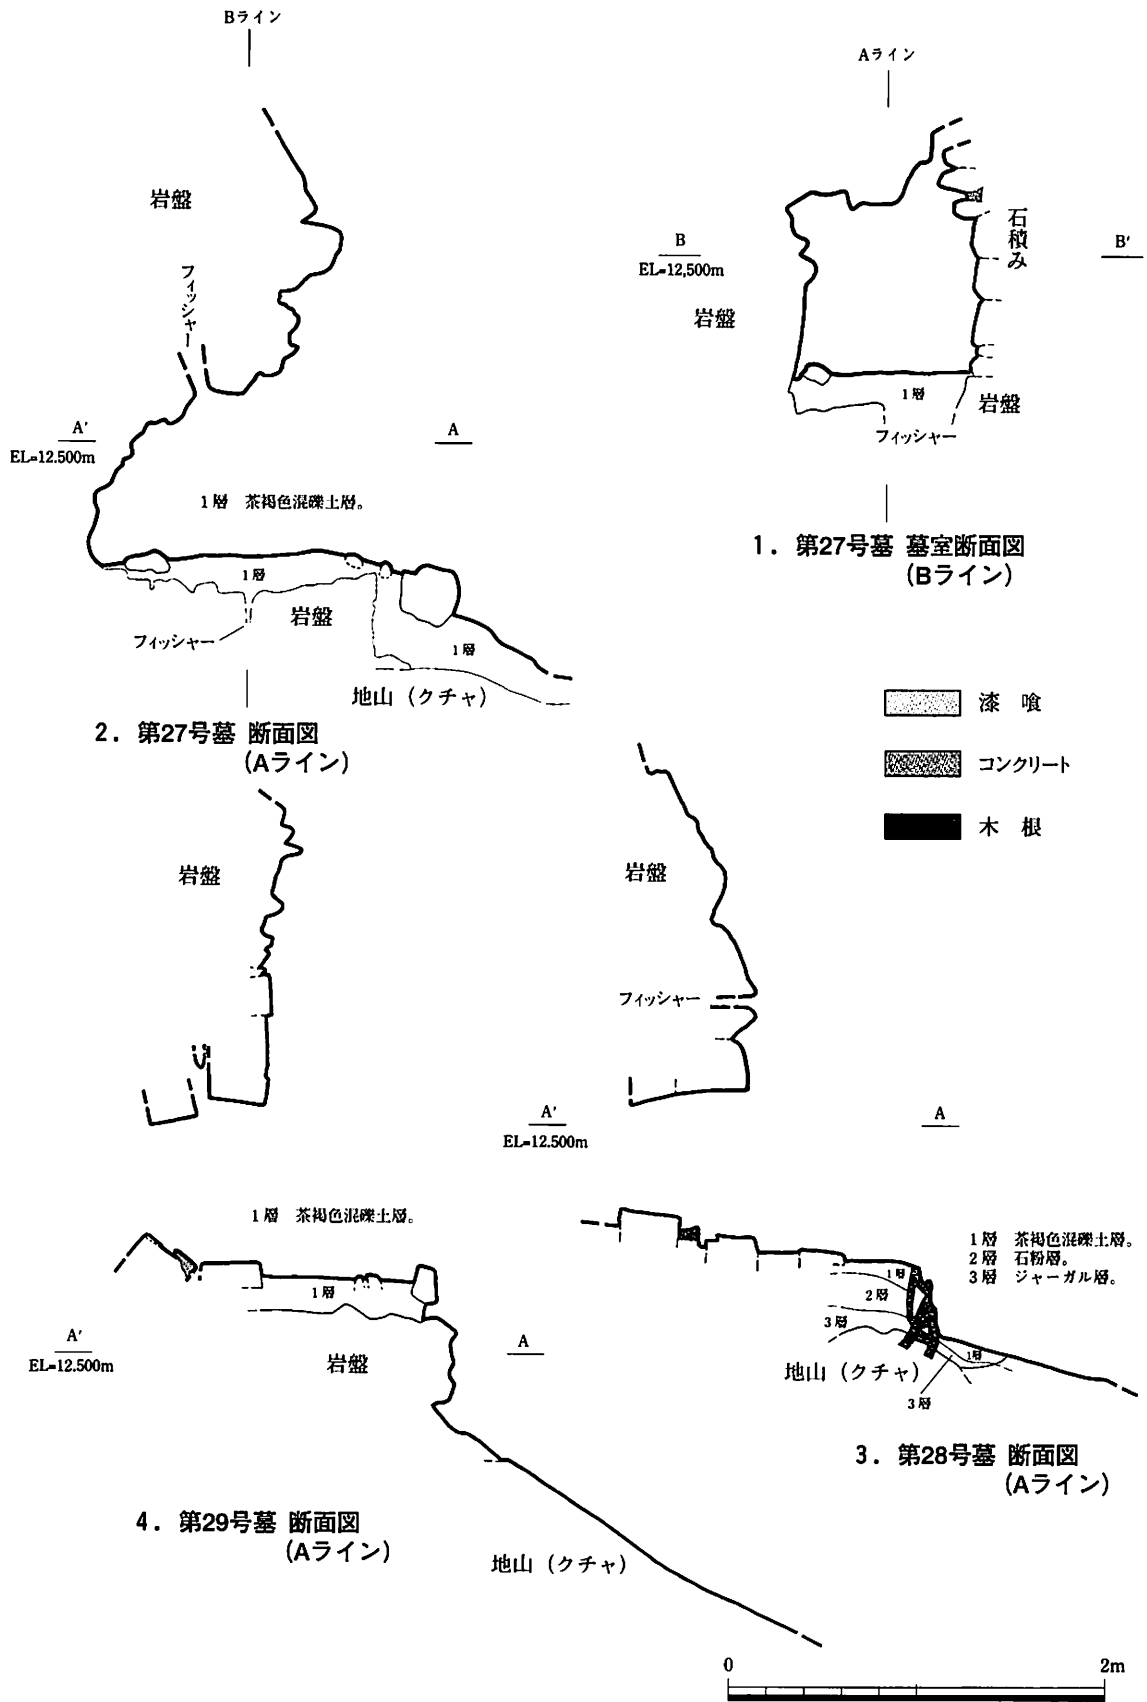 Bライン
岩盤
フィッシャー
A'
EL=12.500m
A
1層 茶褐色混礫土層。
1層
岩盤
フィッシャー
1層
地山（クチャ）
2. 第27号墓 断面図
(Aライン)
Aライン
B
EL=12,500m
石積み
B'
岩盤
1層
岩盤
フィッシャー
1. 第27号墓 墓室断面図
(Bライン)
漆喰
コンクリート
木根
岩盤
1層 茶褐色混礫土層。
1層
A'
EL=12.500m
A
岩盤
4. 第29号墓 断面図
(Aライン)
地山（クチャ）
岩盤
フィッシャー
A'
EL=12.500m
A
1層 茶褐色混礫土層。
2層 石粉層。
3層 ジャーガル層。
1層
2層
3層
1層
地山（クチャ）
3層
3. 第28号墓 断面図
(Aライン)
0
2m